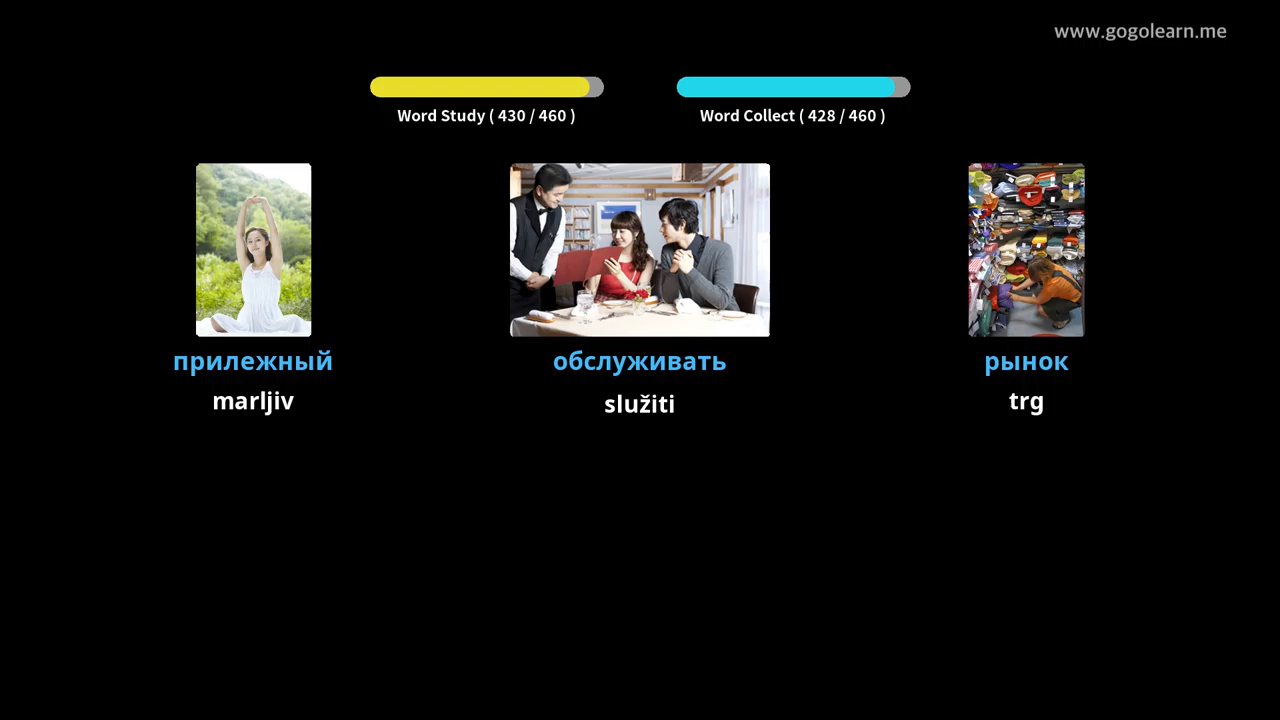 www.gogolearn.me
Word Study ( 430 / 460 )
Word Collect ( 428 / 460 )
прилежный
marljiv
обслуживать
služiti
рынок
trg